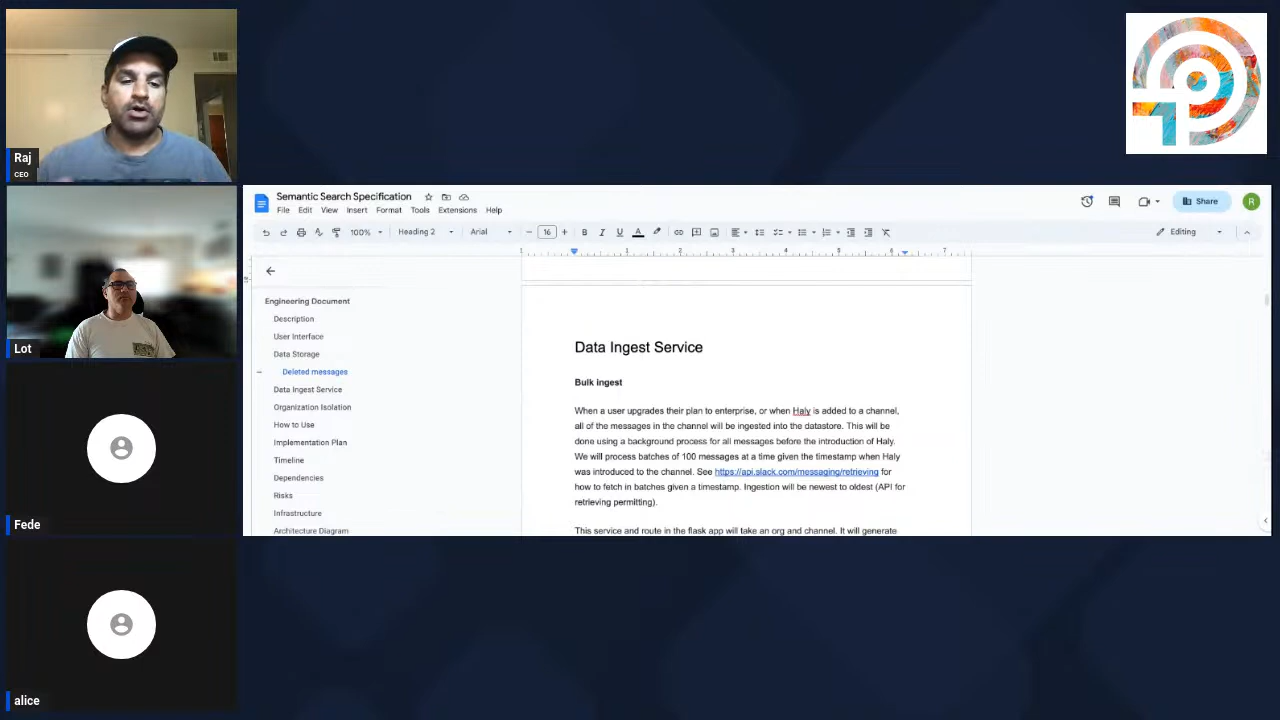 Raj
CEO
Lot
Fede
alice
Semantic Search Specification
File Edit View Insert Format Tools Extensions Help
Share
R
100% Heading 2 Arial 16 B I U A Editing
1 1 2 3 4 5 6 7
Engineering Document
Description
User Interface
Data Storage
Deleted messages
Data Ingest Service
Organization Isolation
How to Use
Implementation Plan
Timeline
Dependencies
Risks
Infrastructure
Architecture Diagram
Data Ingest Service
Bulk ingest
When a user upgrades their plan to enterprise, or when Haly is added to a channel,
all of the messages in the channel will be ingested into the datastore. This will be
done using a background process for all messages before the introduction of Haly.
We will process batches of 100 messages at a time given the timestamp when Haly
was introduced to the channel. See https://api.slack.com/messaging/retrieving for
how to fetch in batches given a timestamp. Ingestion will be newest to oldest (API for
retrieving permitting).
This service and route in the flask app will take an org and channel. It will generate